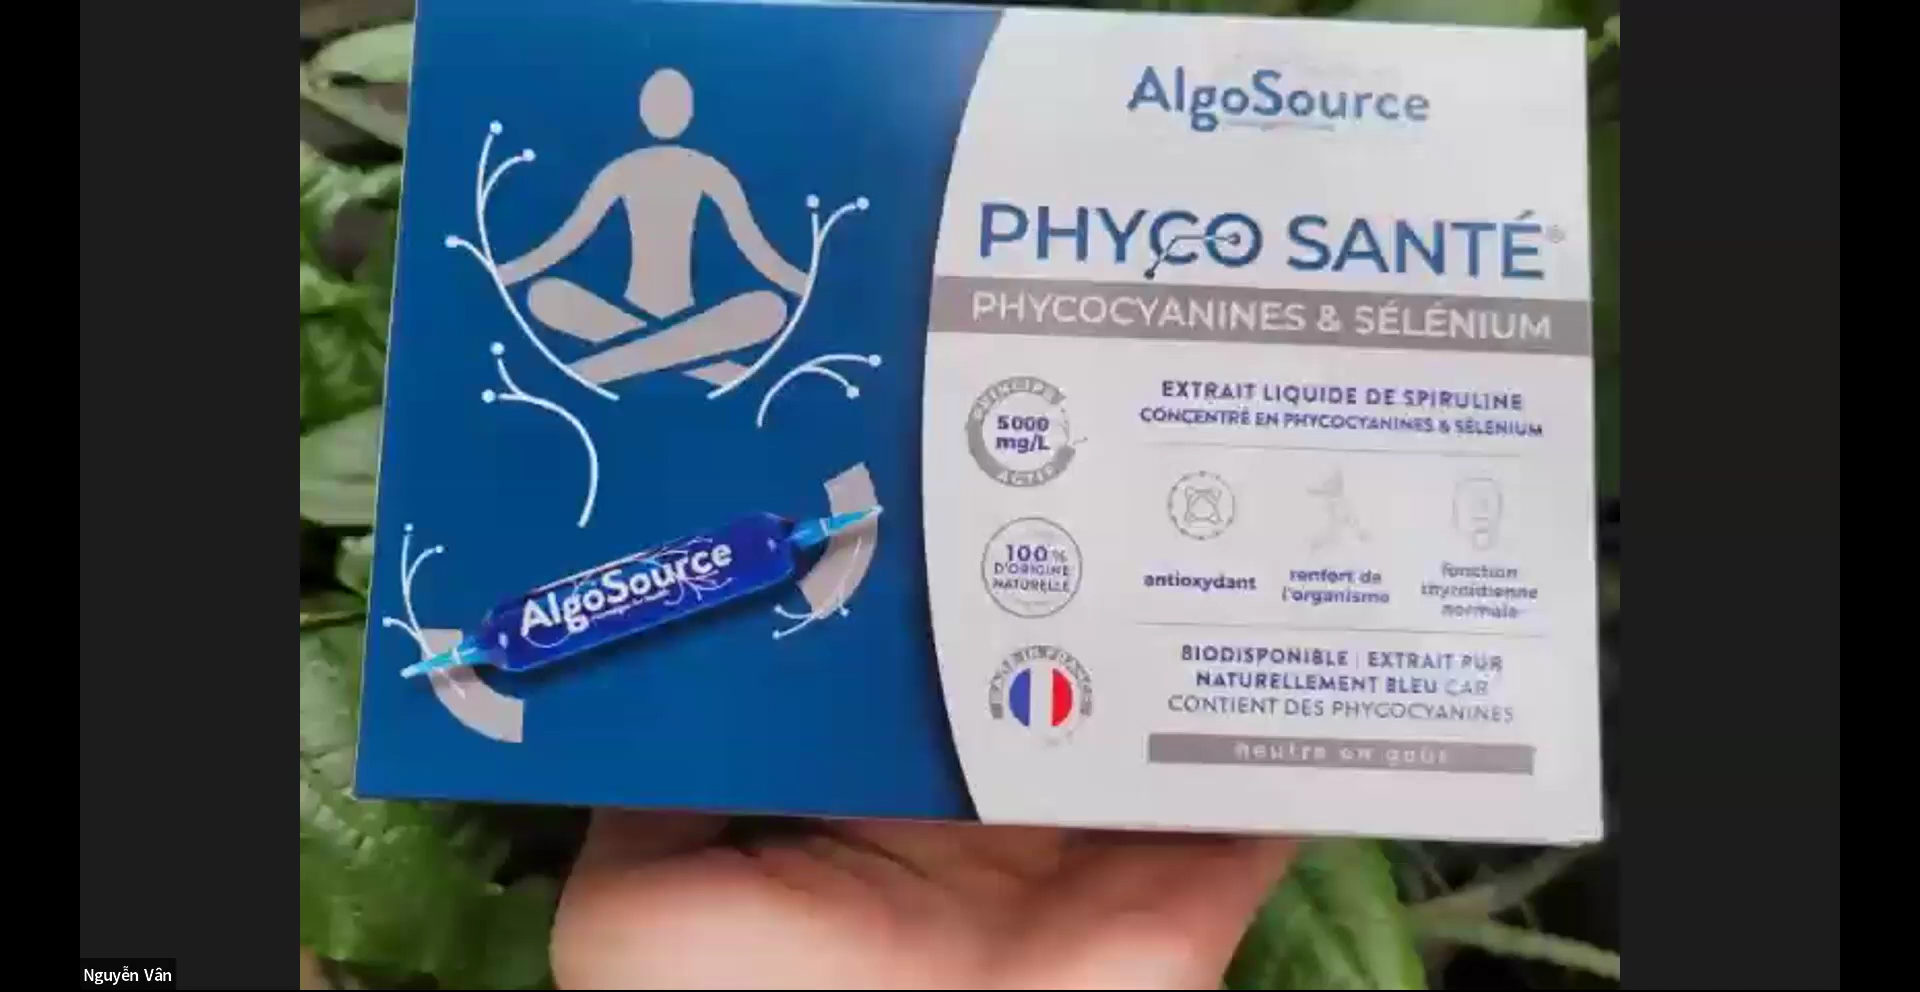 AlgoSource
PHYCO SANTÉ®
PHYCOCYANINES & SÉLÉNIUM
5000
mg/L
EXTRAIT LIQUIDE DE SPIRULINE
CONCENTRÉ EN PHYCOCYANINES & SÉLÉNIUM
antioxydant
renfort de
l'organisme
fonction
thyroïdienne
normale
100%
D'ORIGINE
NATURELLE
BIODISPONIBLE | EXTRAIT PUR
NATURELLEMENT BLEU CAR
CONTIENT DES PHYCOCYANINES
neutre en goût
AlgoSource
Nguyễn Vân